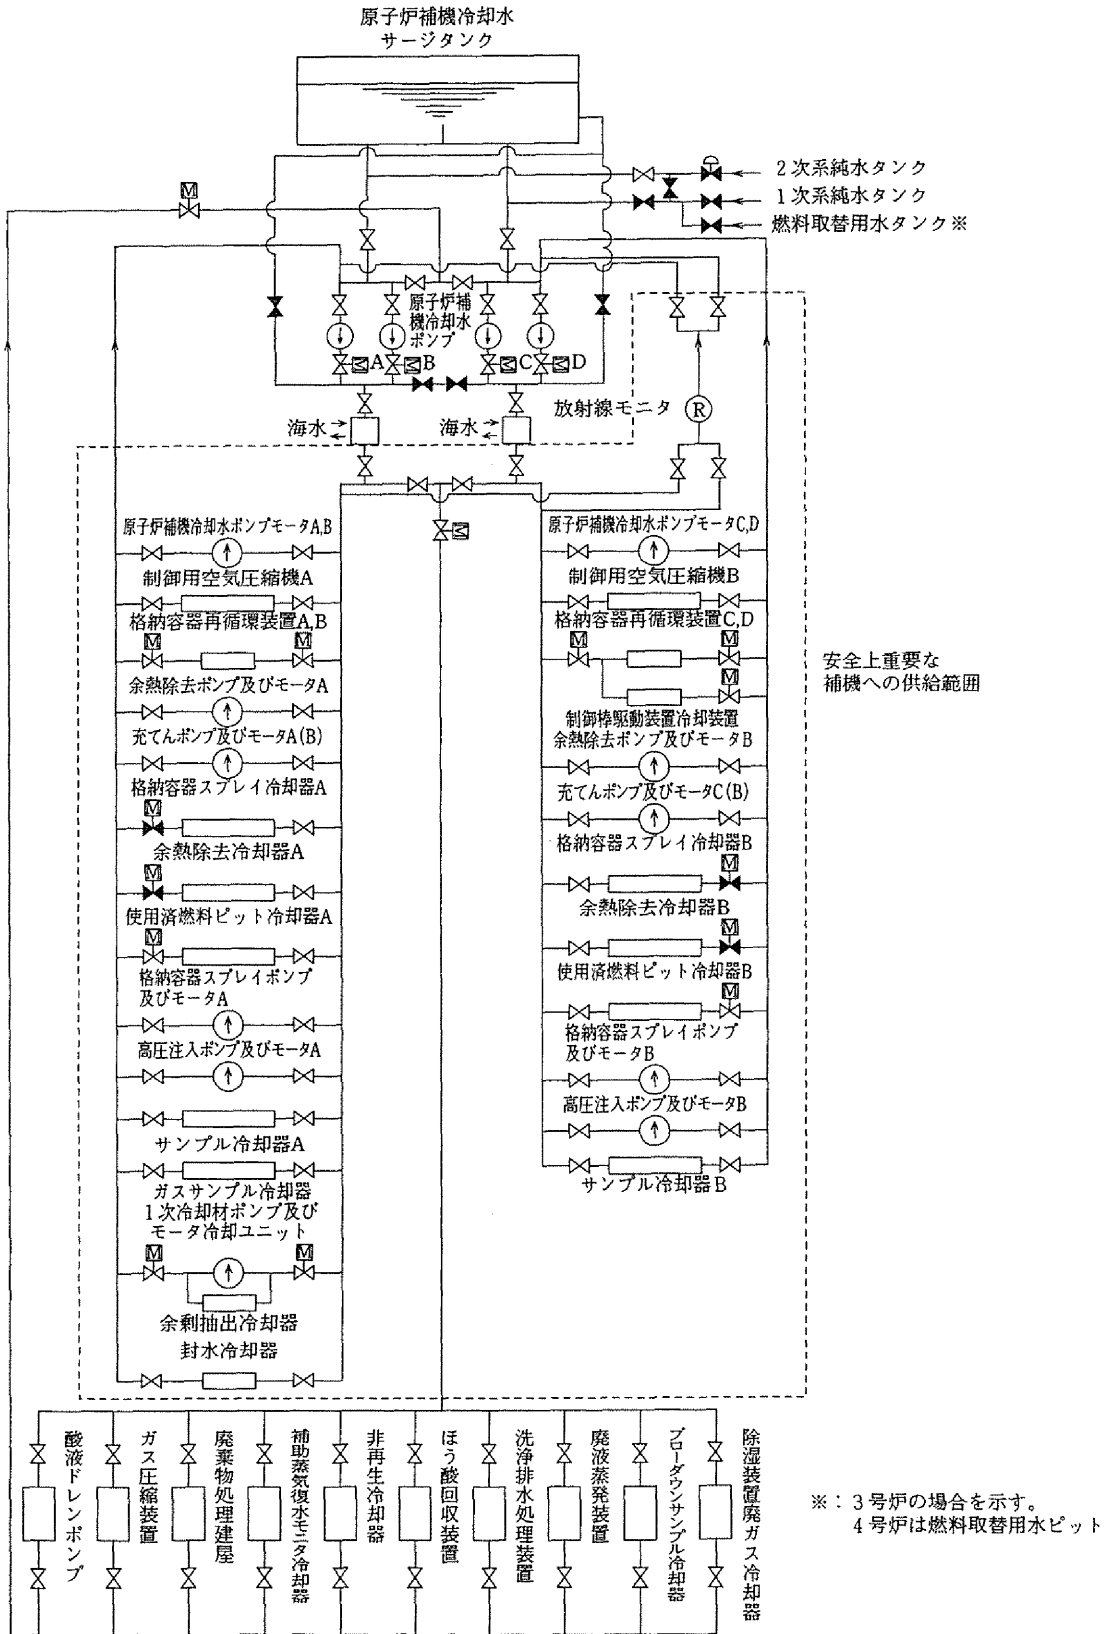 原子炉補機冷却水
サージタンク
2次系純水タンク
1次系純水タンク
燃料取替用水タンク※
M
原子炉補
機冷却水
ポンプ
M A
M B
M C
M D
放射線モニタ
R
海水
海水
M
原子炉補機冷却水ポンプモータA,B
制御用空気圧縮機A
格納容器再循環装置A,B
M
M
余熱除去ポンプ及びモータA
充てんポンプ及びモータA(B)
格納容器スプレイ冷却器A
M
余熱除去冷却器A
M
使用済燃料ピット冷却器A
M
格納容器スプレイポンプ
及びモータA
高圧注入ポンプ及びモータA
サンプル冷却器A
ガスサンプル冷却器
1次冷却材ポンプ及び
モータ冷却ユニット
M
M
余剰抽出冷却器
封水冷却器
原子炉補機冷却水ポンプモータC,D
制御用空気圧縮機B
格納容器再循環装置C,D
M
M
M
制御棒駆動装置冷却装置
余熱除去ポンプ及びモータB
充てんポンプ及びモータC(B)
格納容器スプレイ冷却器B
M
余熱除去冷却器B
M
使用済燃料ピット冷却器B
M
格納容器スプレイポンプ
及びモータB
高圧注入ポンプ及びモータB
サンプル冷却器B
安全上重要な
補機への供給範囲
酸液ドレンポンプ
ガス圧縮装置
廃棄物処理建屋
補助蒸気復水モニタ冷却器
非再生冷却器
ほう酸回収装置
洗浄排水処理装置
廃液蒸発装置
ブローダウンサンプル冷却器
除湿装置廃ガス冷却器
※：3号炉の場合を示す。
4号炉は燃料取替用水ピット